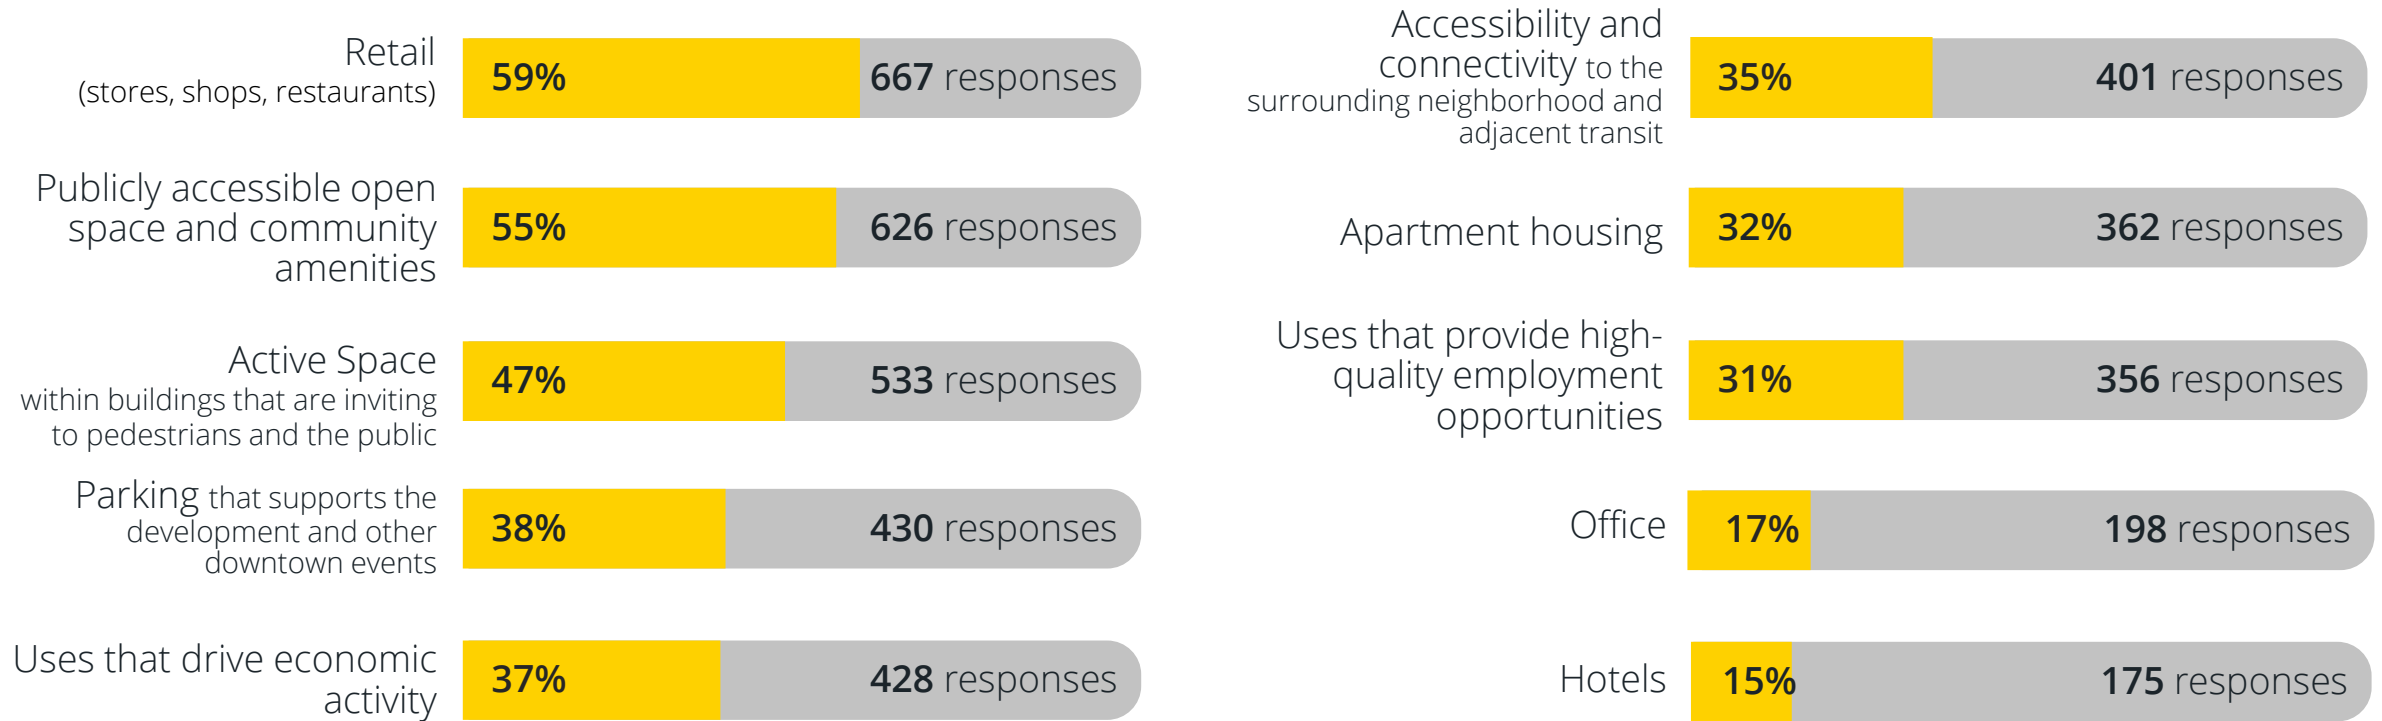 Retail
(stores, shops, restaurants)
59%
667 responses
Publicly accessible open
space and community
amenities
55%
626 responses
Active Space
within buildings that are inviting
to pedestrians and the public
47%
533 responses
Parking that supports the
development and other
downtown events
38%
430 responses
Uses that drive economic
activity
37%
428 responses
Accessibility and
connectivity to the
surrounding neighborhood and
adjacent transit
35%
401 responses
Apartment housing
32%
362 responses
Uses that provide high-
quality employment
opportunities
31%
356 responses
Office
17%
198 responses
Hotels
15%
175 responses